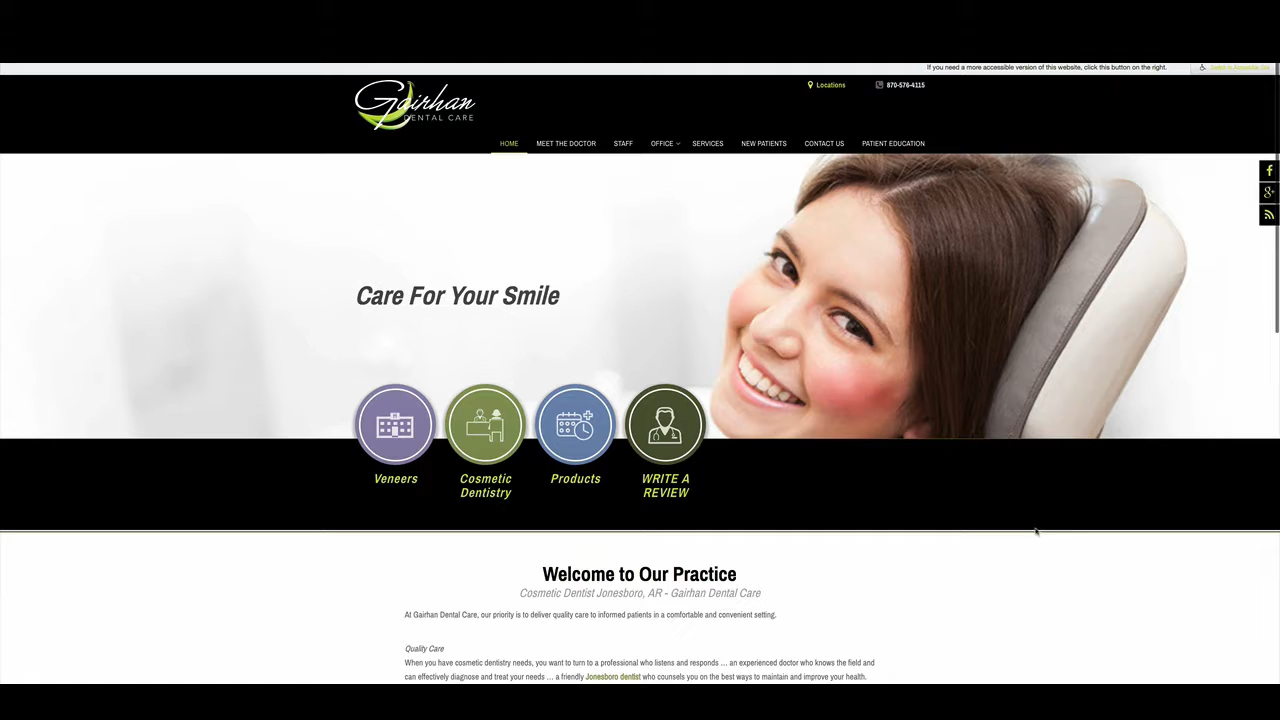 If you need a more accessible version of this website, click this button on the right.
Switch to Accessible Site
Gairhan
DENTAL CARE
Locations
870-576-4115
HOME
MEET THE DOCTOR
STAFF
OFFICE
SERVICES
NEW PATIENTS
CONTACT US
PATIENT EDUCATION
Care For Your Smile
Veneers
Cosmetic
Dentistry
Products
WRITE A
REVIEW
Welcome to Our Practice
Cosmetic Dentist Jonesboro, AR - Gairhan Dental Care
At Gairhan Dental Care, our priority is to deliver quality care to informed patients in a comfortable and convenient setting.
Quality Care
When you have cosmetic dentistry needs, you want to turn to a professional who listens and responds ... an experienced doctor who knows the field and
can effectively diagnose and treat your needs ... a friendly Jonesboro dentist who counsels you on the best ways to maintain and improve your health.